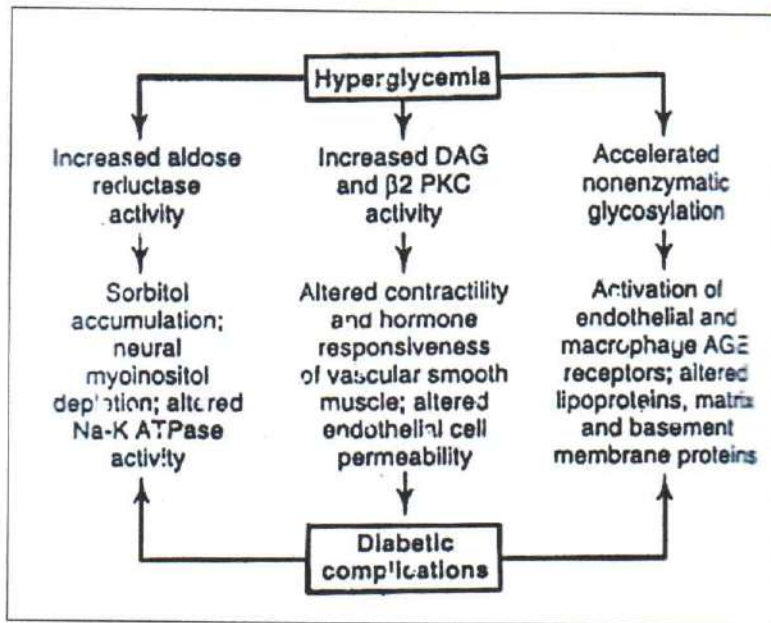 Hyperglycemia
Increased aldose
reductase
activity
Increased DAG
and β2 PKC
activity
Accelerated
nonenzymatic
glycosylation
Sorbitol
accumulation;
neural
myoinositol
depletion; altered
Na-K ATPase
activity
Altered contractility
and hormone
responsiveness
of vascular smooth
muscle; altered
endothelial cell
permeability
Activation of
endothelial and
macrophage AGE
receptors; altered
lipoproteins, matrix
and basement
membrane proteins
Diabetic
complications